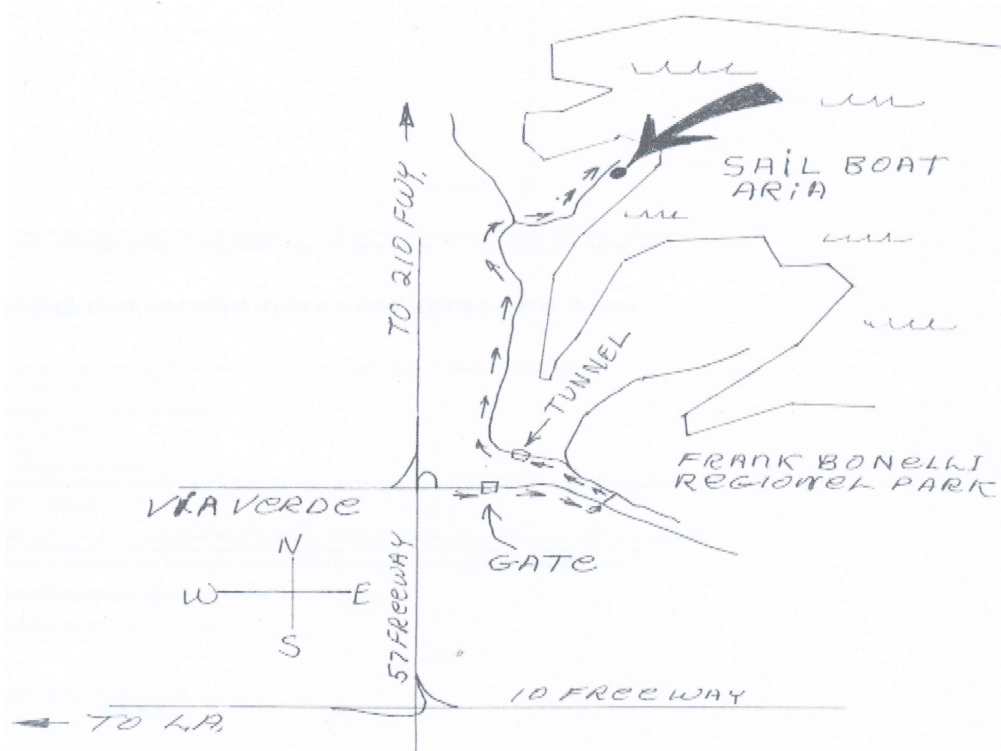 SAIL BOAT
ARIA
TO 210 FWY.
TUNNEL
FRANK BONELLI
REGIONEL PARK
VIA VERDE
GATE
N
W
E
S
57 FREEWAY
10 FREEWAY
TO L.A.